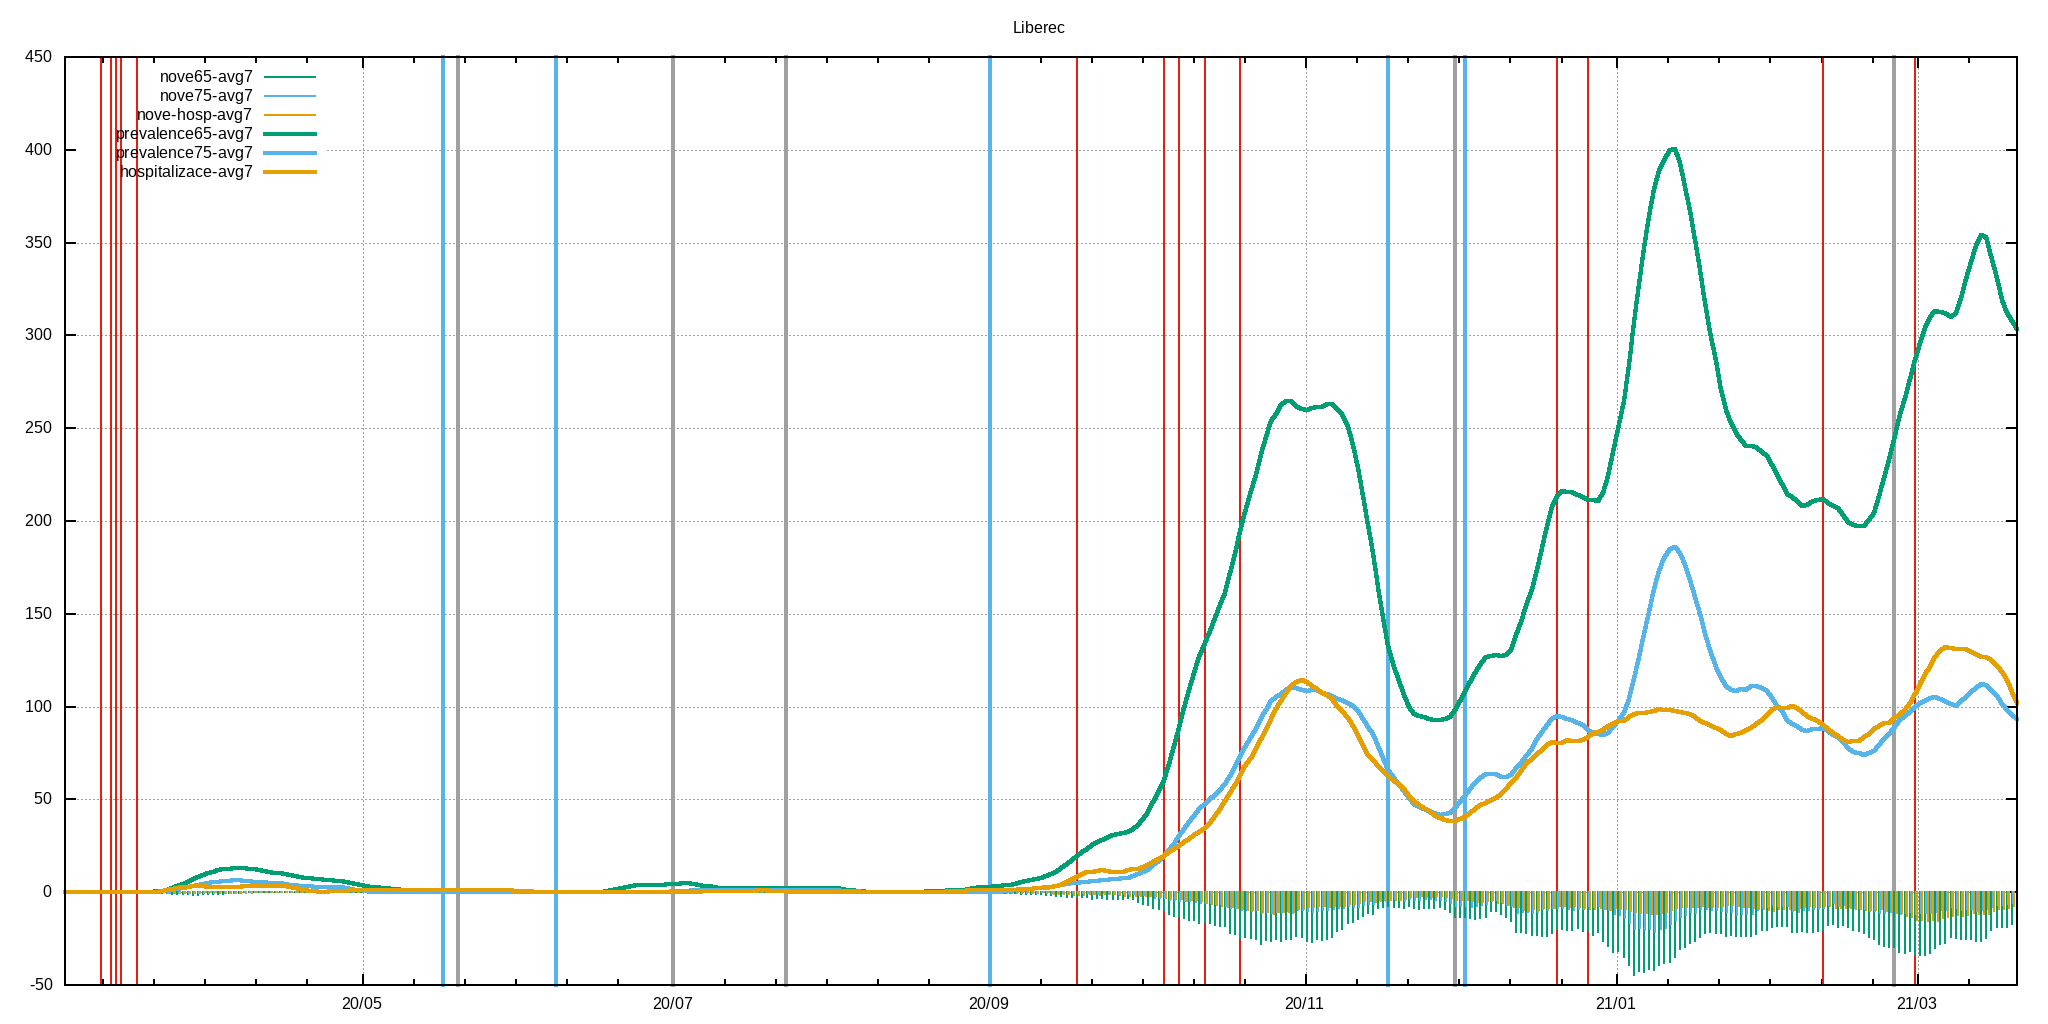 Liberec
450
400
350
300
250
200
150
100
50
0
-50
nove65-avg7
nove75-avg7
nove-hosp-avg7
prevalence65-avg7
prevalence75-avg7
hospitalizace-avg7
20/05
20/07
20/09
20/11
21/01
21/03